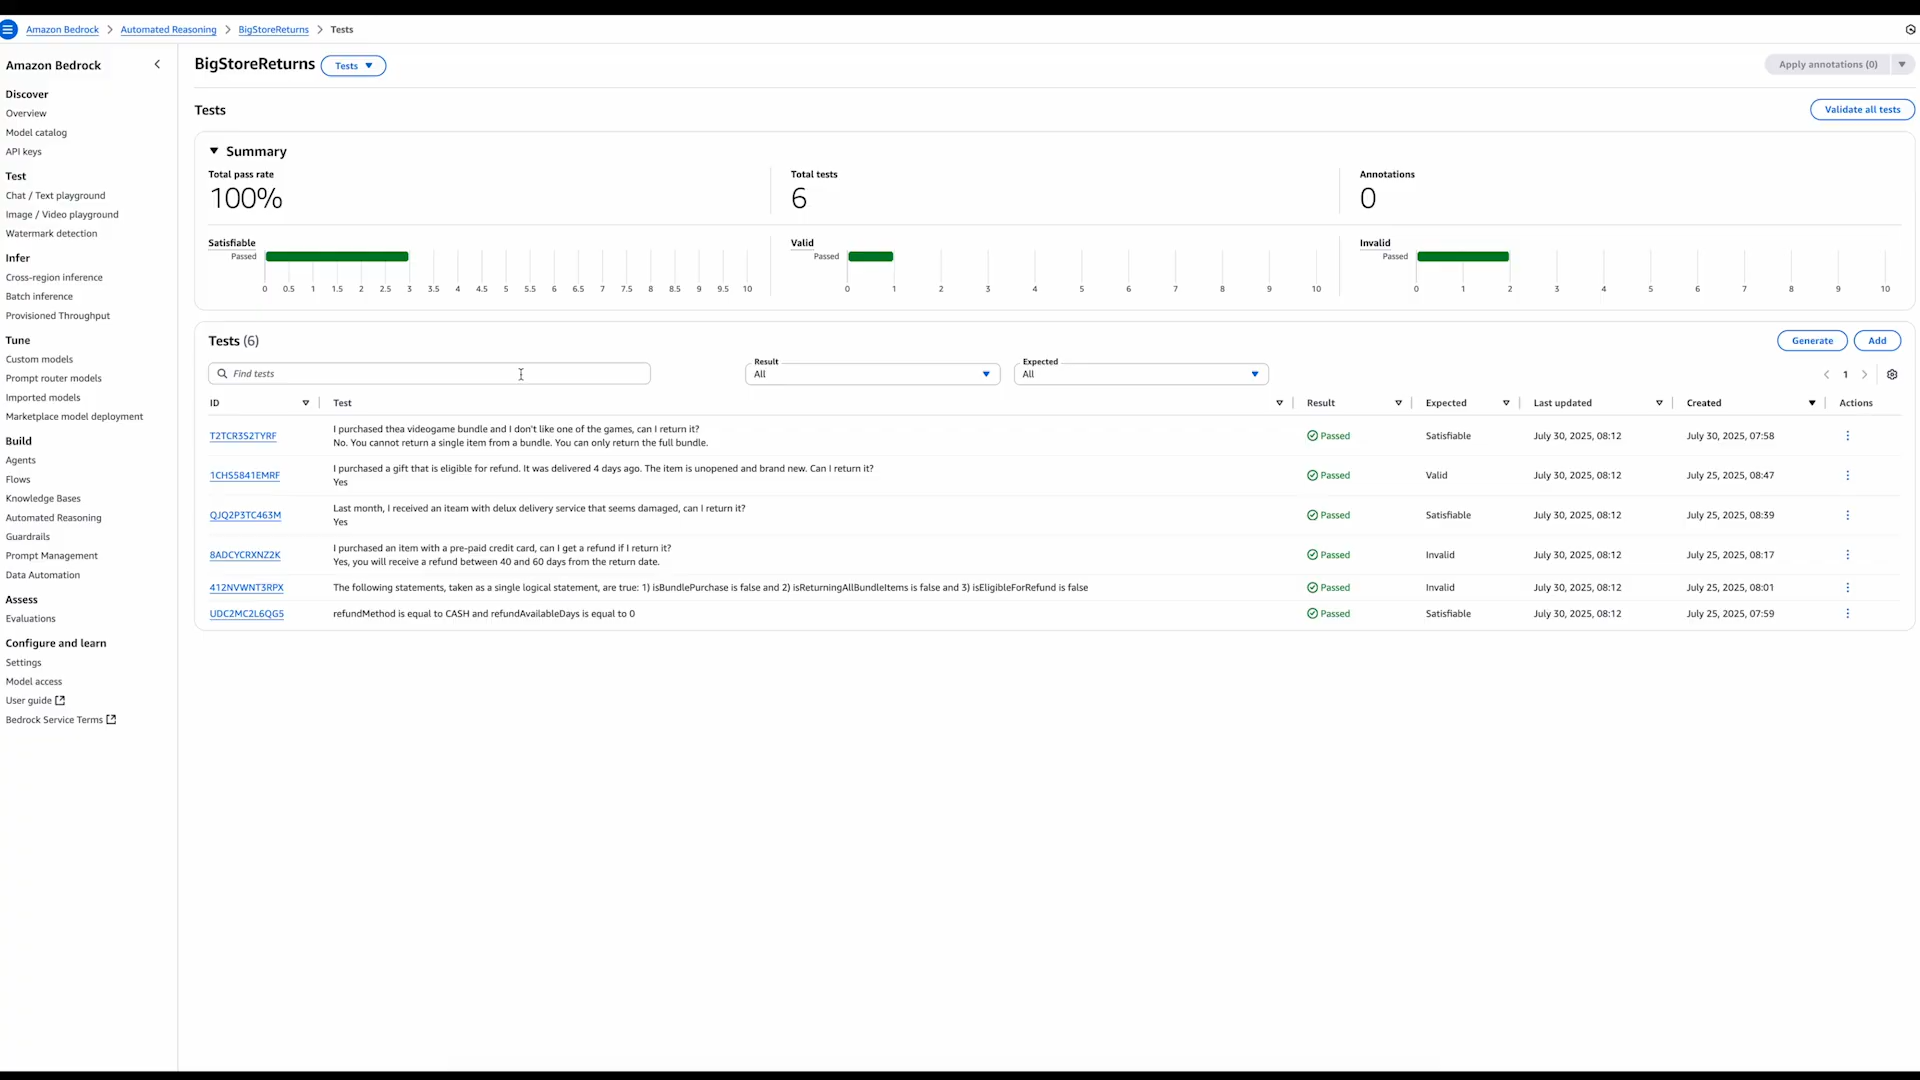 Amazon Bedrock > Automated Reasoning > BigStoreReturns > Tests
Amazon Bedrock
Discover
Overview
Model catalog
API keys
Test
Chat / Text playground
Image / Video playground
Watermark detection
Infer
Cross-region inference
Batch inference
Provisioned Throughput
Tune
Custom models
Prompt router models
Imported models
Marketplace model deployment
Build
Agents
Flows
Knowledge Bases
Automated Reasoning
Guardrails
Prompt Management
Data Automation
Assess
Evaluations
Configure and learn
Settings
Model access
User guide
Bedrock Service Terms
BigStoreReturns Tests
Apply annotations (0)
Tests
Validate all tests
Summary
Total pass rate
100%
Total tests
6
Annotations
0
Satisfiable
Passed
0 0.5 1 1.5 2 2.5 3 3.5 4 4.5 5 5.5 6 6.5 7 7.5 8 8.5 9 9.5 10
Valid
Passed
0 1 2 3 4 5 6 7 8 9 10
Invalid
Passed
0 1 2 3 4 5 6 7 8 9 10
Tests (6)
Generate Add
Find tests
Result
All
Expected
All
1
ID Test Result Expected Last updated Created Actions
T2TCR3S2TYRF
I purchased thea videogame bundle and I don't like one of the games, can I return it?
No. You cannot return a single item from a bundle. You can only return the full bundle.
Passed Satisfiable July 30, 2025, 08:12 July 30, 2025, 07:58
1CHS5841EMRF
I purchased a gift that is eligible for refund. It was delivered 4 days ago. The item is unopened and brand new. Can I return it?
Yes
Passed Valid July 30, 2025, 08:12 July 25, 2025, 08:47
QJQ2P3TC463M
Last month, I received an iteam with delux delivery service that seems damaged, can I return it?
Yes
Passed Satisfiable July 30, 2025, 08:12 July 25, 2025, 08:39
8ADCYCRXNZ2K
I purchased an item with a pre-paid credit card, can I get a refund if I return it?
Yes, you will receive a refund between 40 and 60 days from the return date.
Passed Invalid July 30, 2025, 08:12 July 25, 2025, 08:17
412NVWNT3RPX The following statements, taken as a single logical statement, are true: 1) isBundlePurchase is false and 2) isReturningAllBundleItems is false and 3) isEligibleForRefund is false Passed Invalid July 30, 2025, 08:12 July 25, 2025, 08:01
UDC2MC2L6QG5 refundMethod is equal to CASH and refundAvailableDays is equal to 0 Passed Satisfiable July 30, 2025, 08:12 July 25, 2025, 07:59